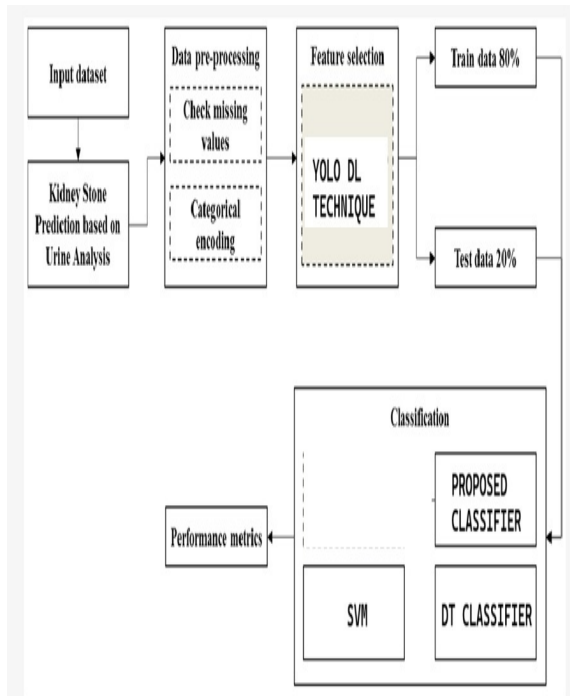 Input dataset
Kidney Stone
Prediction based on
Urine Analysis
Data pre-processing
Check missing
values
Categorical
encoding
Feature selection
YOLO DL
TECHNIQUE
Train data 80%
Test data 20%
Classification
PROPOSED
CLASSIFIER
SVM
DT CLASSIFIER
Performance metrics